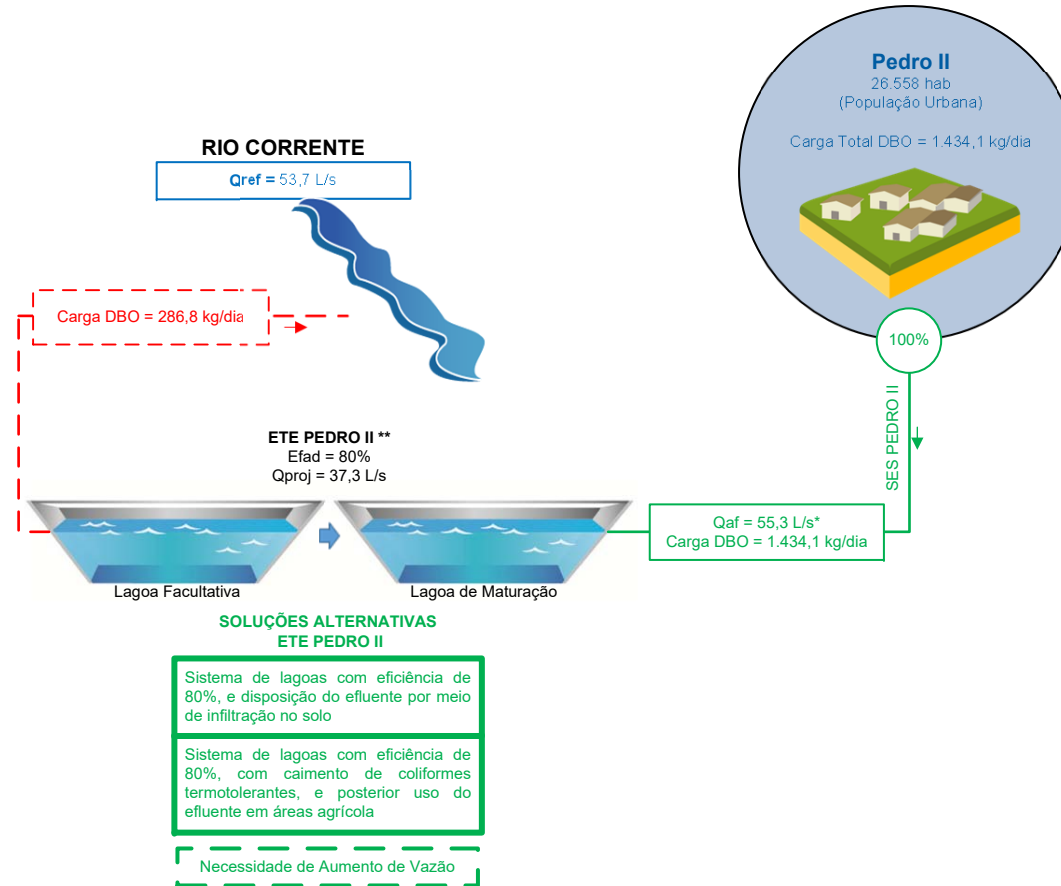 Pedro II
26.558 hab
(População Urbana)
Carga Total DBO = 1.434,1 kg/dia
RIO CORRENTE
Qref = 53,7 L/s
Carga DBO = 286,8 kg/dia
100%
SES PEDRO II
ETE PEDRO II **
Efad = 80%
Qproj = 37,3 L/s
Qaf = 55,3 L/s*
Carga DBO = 1.434,1 kg/dia
Lagoa Facultativa
Lagoa de Maturação
SOLUÇÕES ALTERNATIVAS
ETE PEDRO II
Sistema de lagoas com eficiência de
80%, e disposição do efluente por meio
de infiltração no solo
Sistema de lagoas com eficiência de
80%, com caimento de coliformes
termotolerantes, e posterior uso do
efluente em áreas agrícola
Necessidade de Aumento de Vazão